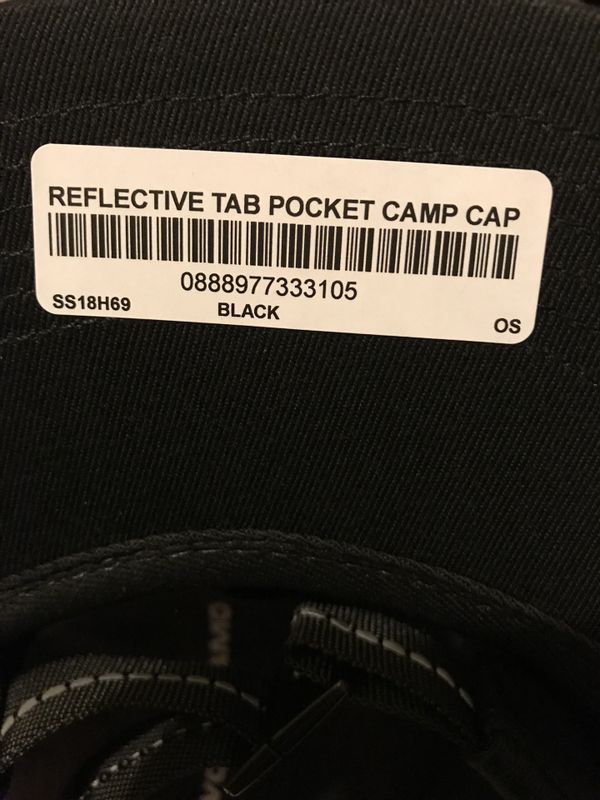 REFLECTIVE TAB POCKET CAMP CAP
0888977333105
SS18H69 BLACK OS